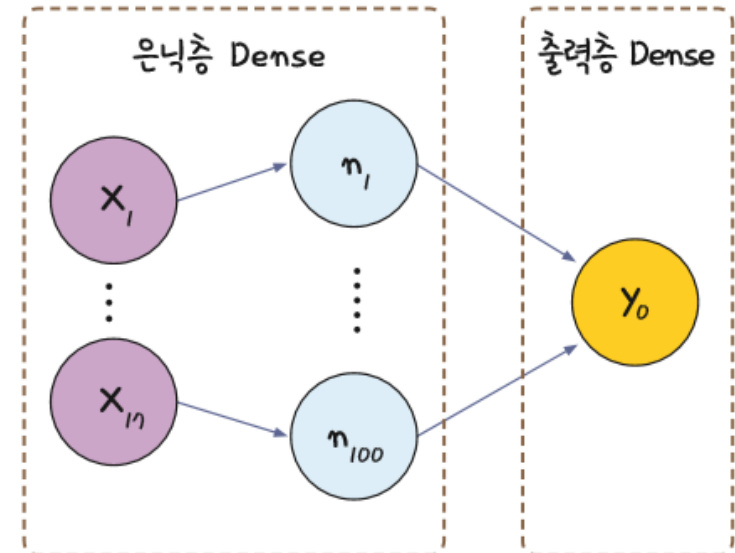 은닉층 Dense
출력층 Dense
X₁
n₁
y₀
X₁₇
n₁₀₀